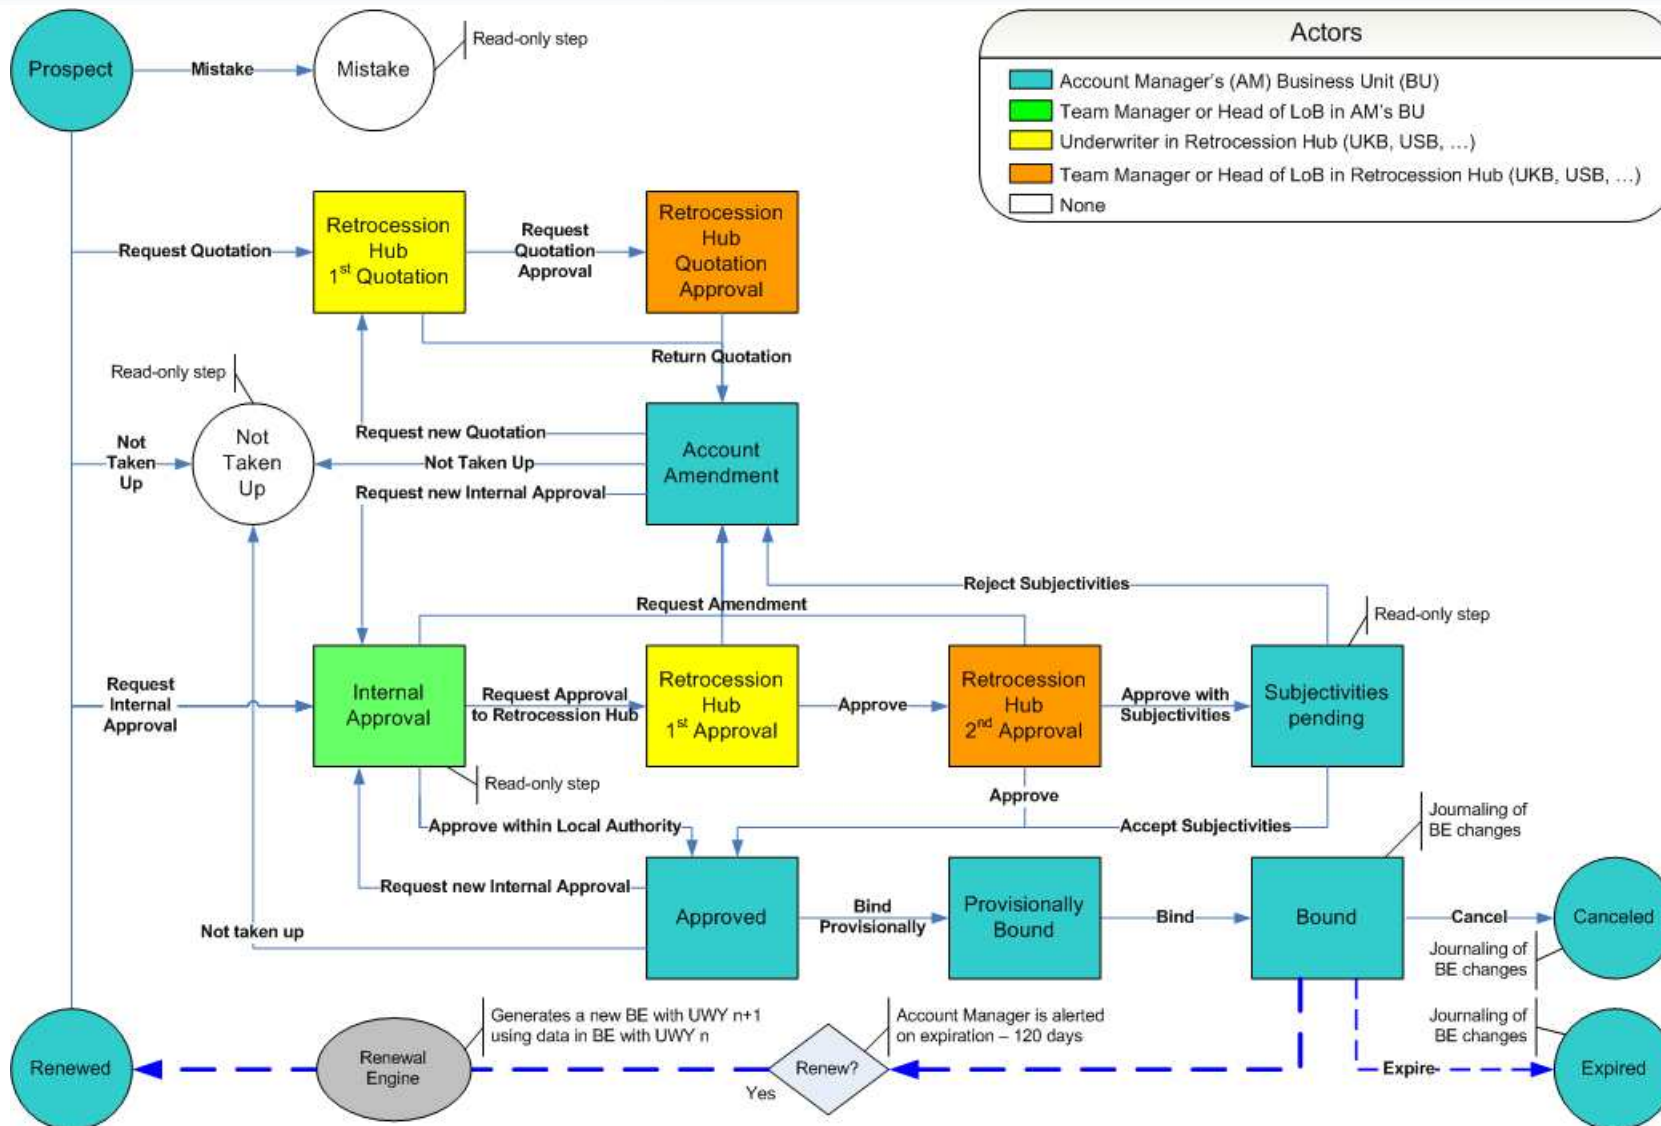 Prospect
Mistake
Mistake
Read-only step
Actors
Account Manager's (AM) Business Unit (BU)
Team Manager or Head of LoB in AM's BU
Underwriter in Retrocession Hub (UKB, USB, …)
Team Manager or Head of LoB in Retrocession Hub (UKB, USB, …)
None
Request Quotation
Retrocession
Hub
1st Quotation
Request
Quotation
Approval
Retrocession
Hub
Quotation
Approval
Return Quotation
Read-only step
Not
Taken
Up
Not
Taken
Up
Request new Quotation
Not Taken Up
Request new Internal Approval
Account
Amendment
Reject Subjectivities
Request Amendment
Read-only step
Request
Internal
Approval
Internal
Approval
Request Approval
to Retrocession Hub
Retrocession
Hub
1st Approval
Approve
Retrocession
Hub
2nd Approval
Approve with
Subjectivities
Subjectivities
pending
Read-only step
Approve
Approve within Local Authority
Accept Subjectivities
Journaling of
BE changes
Request new Internal Approval
Not taken up
Approved
Bind
Provisionally
Provisionally
Bound
Bind
Bound
Cancel
Canceled
Journaling of
BE changes
Renewed
Renewal
Engine
Generates a new BE with UWY n+1
using data in BE with UWY n
Yes
Renew?
Account Manager is alerted
on expiration – 120 days
Expire
Journaling of
BE changes
Expired